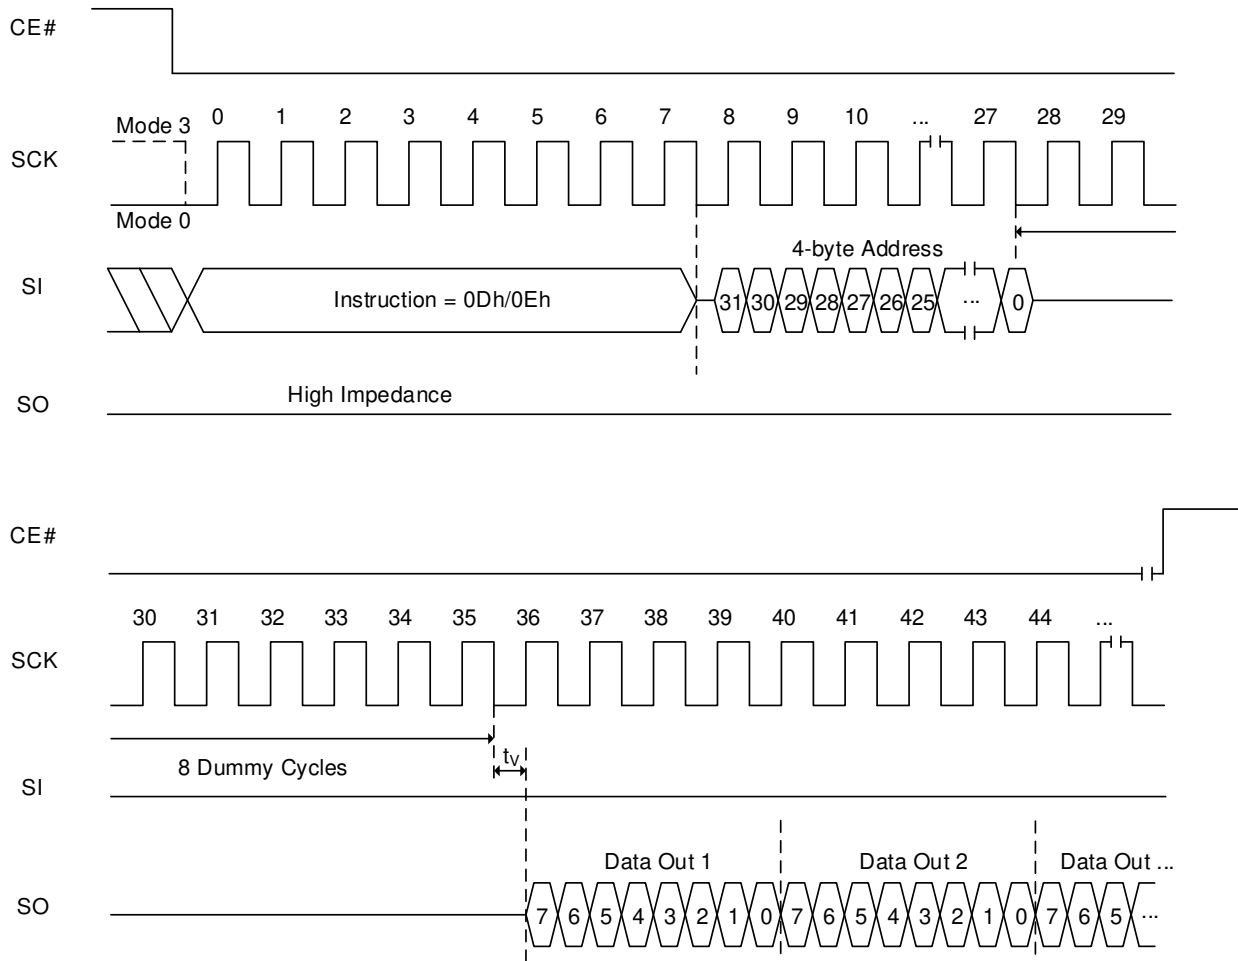 CE#
0 1 2 3 4 5 6 7 8 9 10 ... 27 28 29
Mode 3
SCK
Mode 0
4-byte Address
SI
Instruction = 0Dh/0Eh
31 30 29 28 27 26 25 ... 0
High Impedance
SO
CE#
30 31 32 33 34 35 36 37 38 39 40 41 42 43 44 ...
SCK
tV
8 Dummy Cycles
SI
Data Out 1 Data Out 2 Data Out ...
SO
7 6 5 4 3 2 1 0 7 6 5 4 3 2 1 0 7 6 5 ...